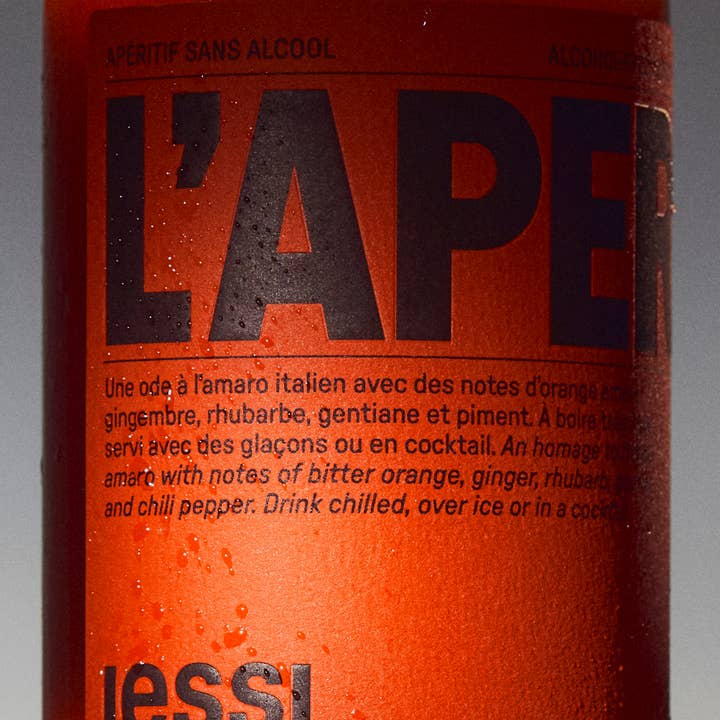 APÉRITIF SANS ALCOOL ALCOHOL-
L'APER
Une ode à l'amaro italien avec des notes d'orange
gingembre, rhubarbe, gentiane et piment. À boire
servi avec des glaçons ou en cocktail. An homage
amaro with notes of bitter orange, ginger, rhubarb,
and chili pepper. Drink chilled, over ice or in a cocktail